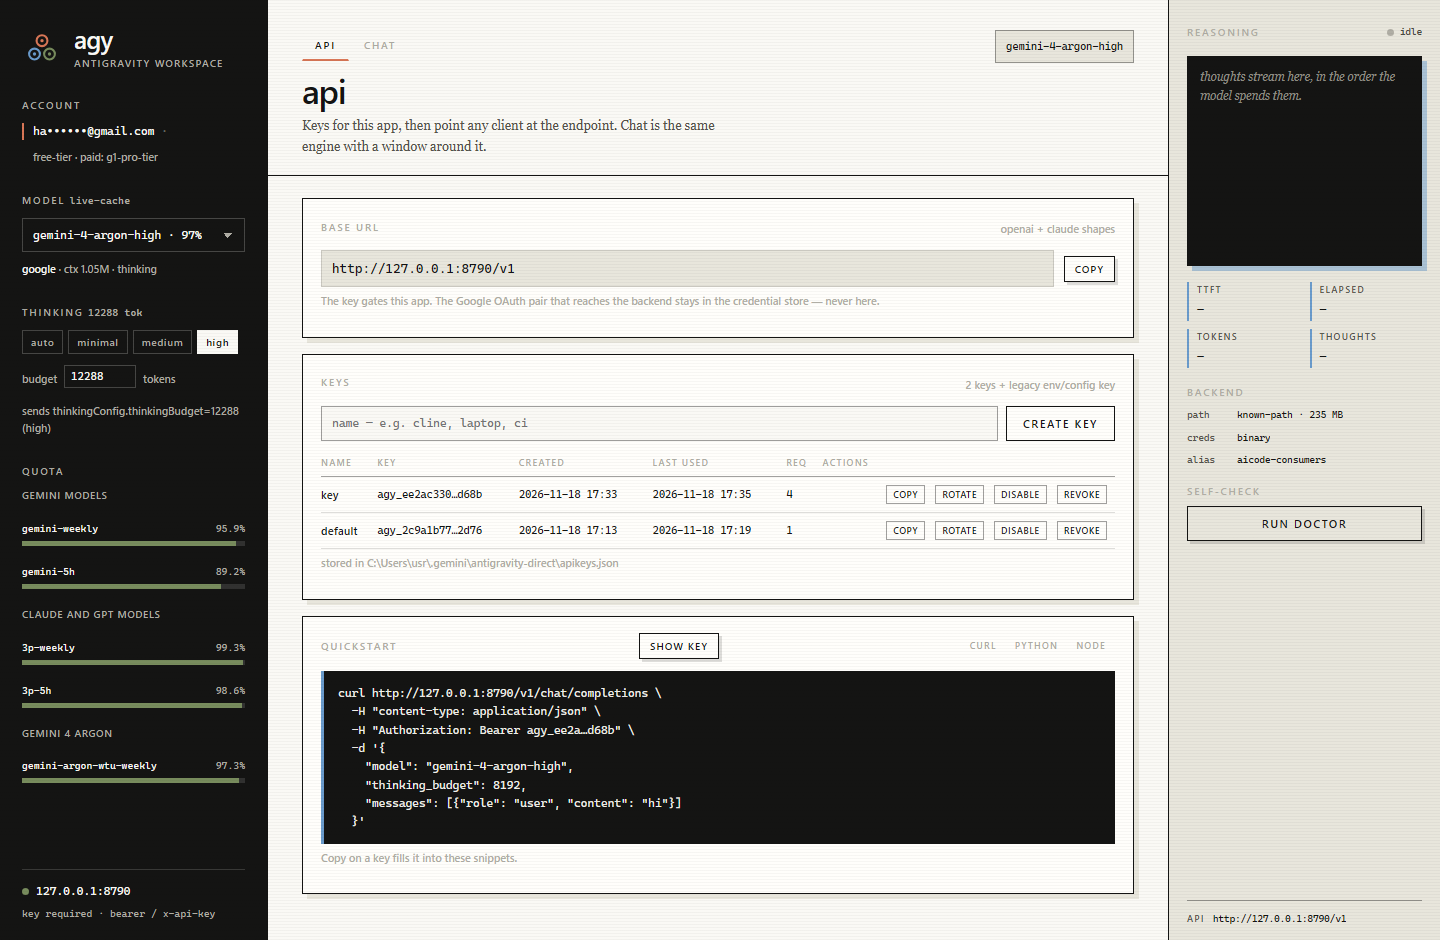 agy
ANTIGRAVITY WORKSPACE
ACCOUNT
ha••••••@gmail.com ·
free-tier · paid: g1-pro-tier
MODEL live-cache
gemini-4-argon-high · 97%
google · ctx 1.05M · thinking
THINKING 12288 tok
auto minimal medium high
budget 12288 tokens
sends thinkingConfig.thinkingBudget=12288
(high)
QUOTA
GEMINI MODELS
gemini-weekly 95.9%
gemini-5h 89.2%
CLAUDE AND GPT MODELS
3p-weekly 99.3%
3p-5h 98.6%
GEMINI 4 ARGON
gemini-argon-wtu-weekly 97.3%
127.0.0.1:8790
key required · bearer / x-api-key
API CHAT
gemini-4-argon-high
api
Keys for this app, then point any client at the endpoint. Chat is the same
engine with a window around it.
BASE URL
openai + claude shapes
http://127.0.0.1:8790/v1
COPY
The key gates this app. The Google OAuth pair that reaches the backend stays in the credential store — never here.
KEYS
2 keys + legacy env/config key
name — e.g. cline, laptop, ci
CREATE KEY
NAME KEY CREATED LAST USED REQ ACTIONS
key agy_ee2ac330…d68b 2026-11-18 17:33 2026-11-18 17:35 4 COPY ROTATE DISABLE REVOKE
default agy_2c9a1b77…2d76 2026-11-18 17:13 2026-11-18 17:19 1 COPY ROTATE DISABLE REVOKE
stored in C:\Users\usr\.gemini\antigravity-direct\apikeys.json
QUICKSTART
SHOW KEY
CURL PYTHON NODE
curl http://127.0.0.1:8790/v1/chat/completions \
-H "content-type: application/json" \
-H "Authorization: Bearer agy_ee2a…d68b" \
-d '{
"model": "gemini-4-argon-high",
"thinking_budget": 8192,
"messages": [{"role": "user", "content": "hi"}]
}'
Copy on a key fills it into these snippets.
REASONING
idle
thoughts stream here, in the order the
model spends them.
TTFT ELAPSED
— —
TOKENS THOUGHTS
— —
BACKEND
path known-path · 235 MB
creds binary
alias aicode-consumers
SELF-CHECK
RUN DOCTOR
API http://127.0.0.1:8790/v1